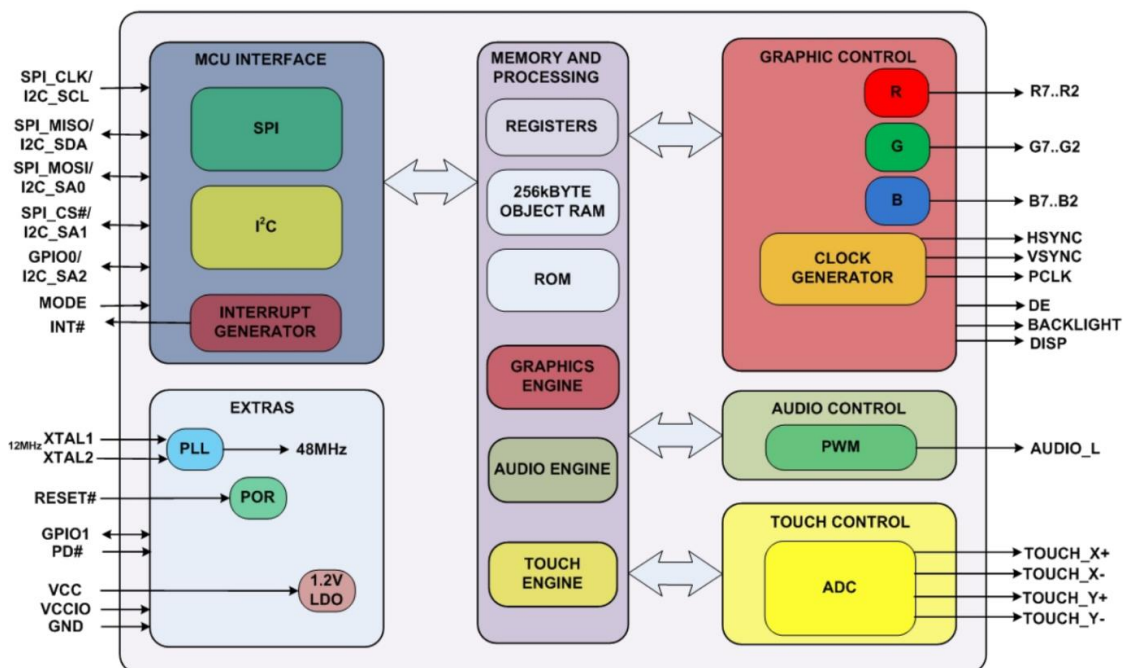 MCU INTERFACE
SPI_CLK/
I2C_SCL
SPI_MISO/
I2C_SDA
SPI_MOSI/
I2C_SA0
SPI_CS#/
I2C_SA1
GPIO0/
I2C_SA2
MODE
INT#
SPI
I²C
INTERRUPT
GENERATOR
EXTRAS
12MHz
XTAL1
XTAL2
PLL
48MHz
RESET#
POR
GPIO1
PD#
VCC
VCCIO
GND
1.2V
LDO
MEMORY AND
PROCESSING
REGISTERS
256kBYTE
OBJECT RAM
ROM
GRAPHICS
ENGINE
AUDIO ENGINE
TOUCH
ENGINE
GRAPHIC CONTROL
R
R7..R2
G
G7..G2
B
B7..B2
CLOCK
GENERATOR
HSYNC
VSYNC
PCLK
DE
BACKLIGHT
DISP
AUDIO CONTROL
PWM
AUDIO_L
TOUCH CONTROL
ADC
TOUCH_X+
TOUCH_X-
TOUCH_Y+
TOUCH_Y-